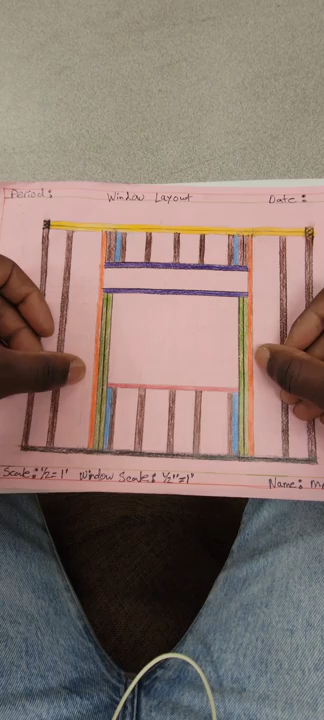 Period: Window Layout Date:
Scale: 1/2 = 1' Window Scale: 1/2" = 1'
Name: